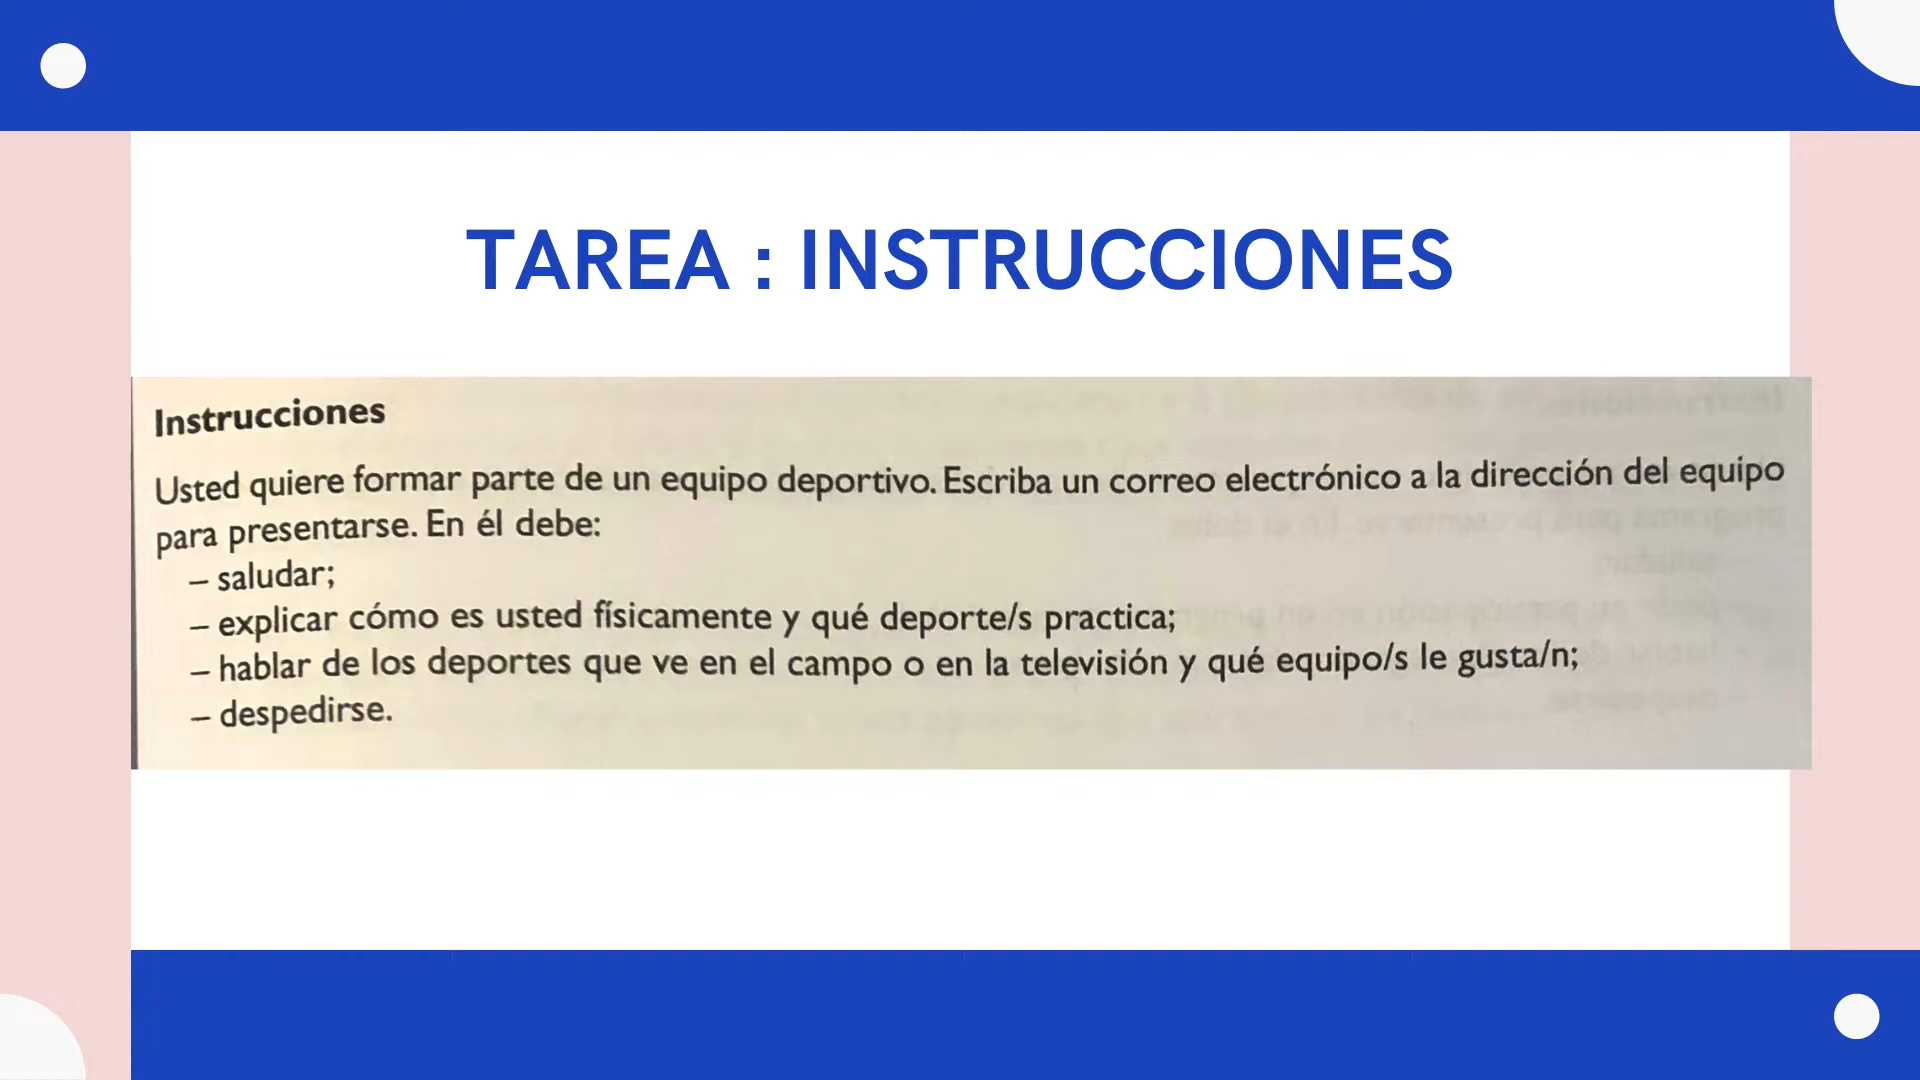 TAREA : INSTRUCCIONES
Instrucciones
Usted quiere formar parte de un equipo deportivo. Escriba un correo electrónico a la dirección del equipo
para presentarse. En él debe:
– saludar;
– explicar cómo es usted físicamente y qué deporte/s practica;
– hablar de los deportes que ve en el campo o en la televisión y qué equipo/s le gusta/n;
– despedirse.